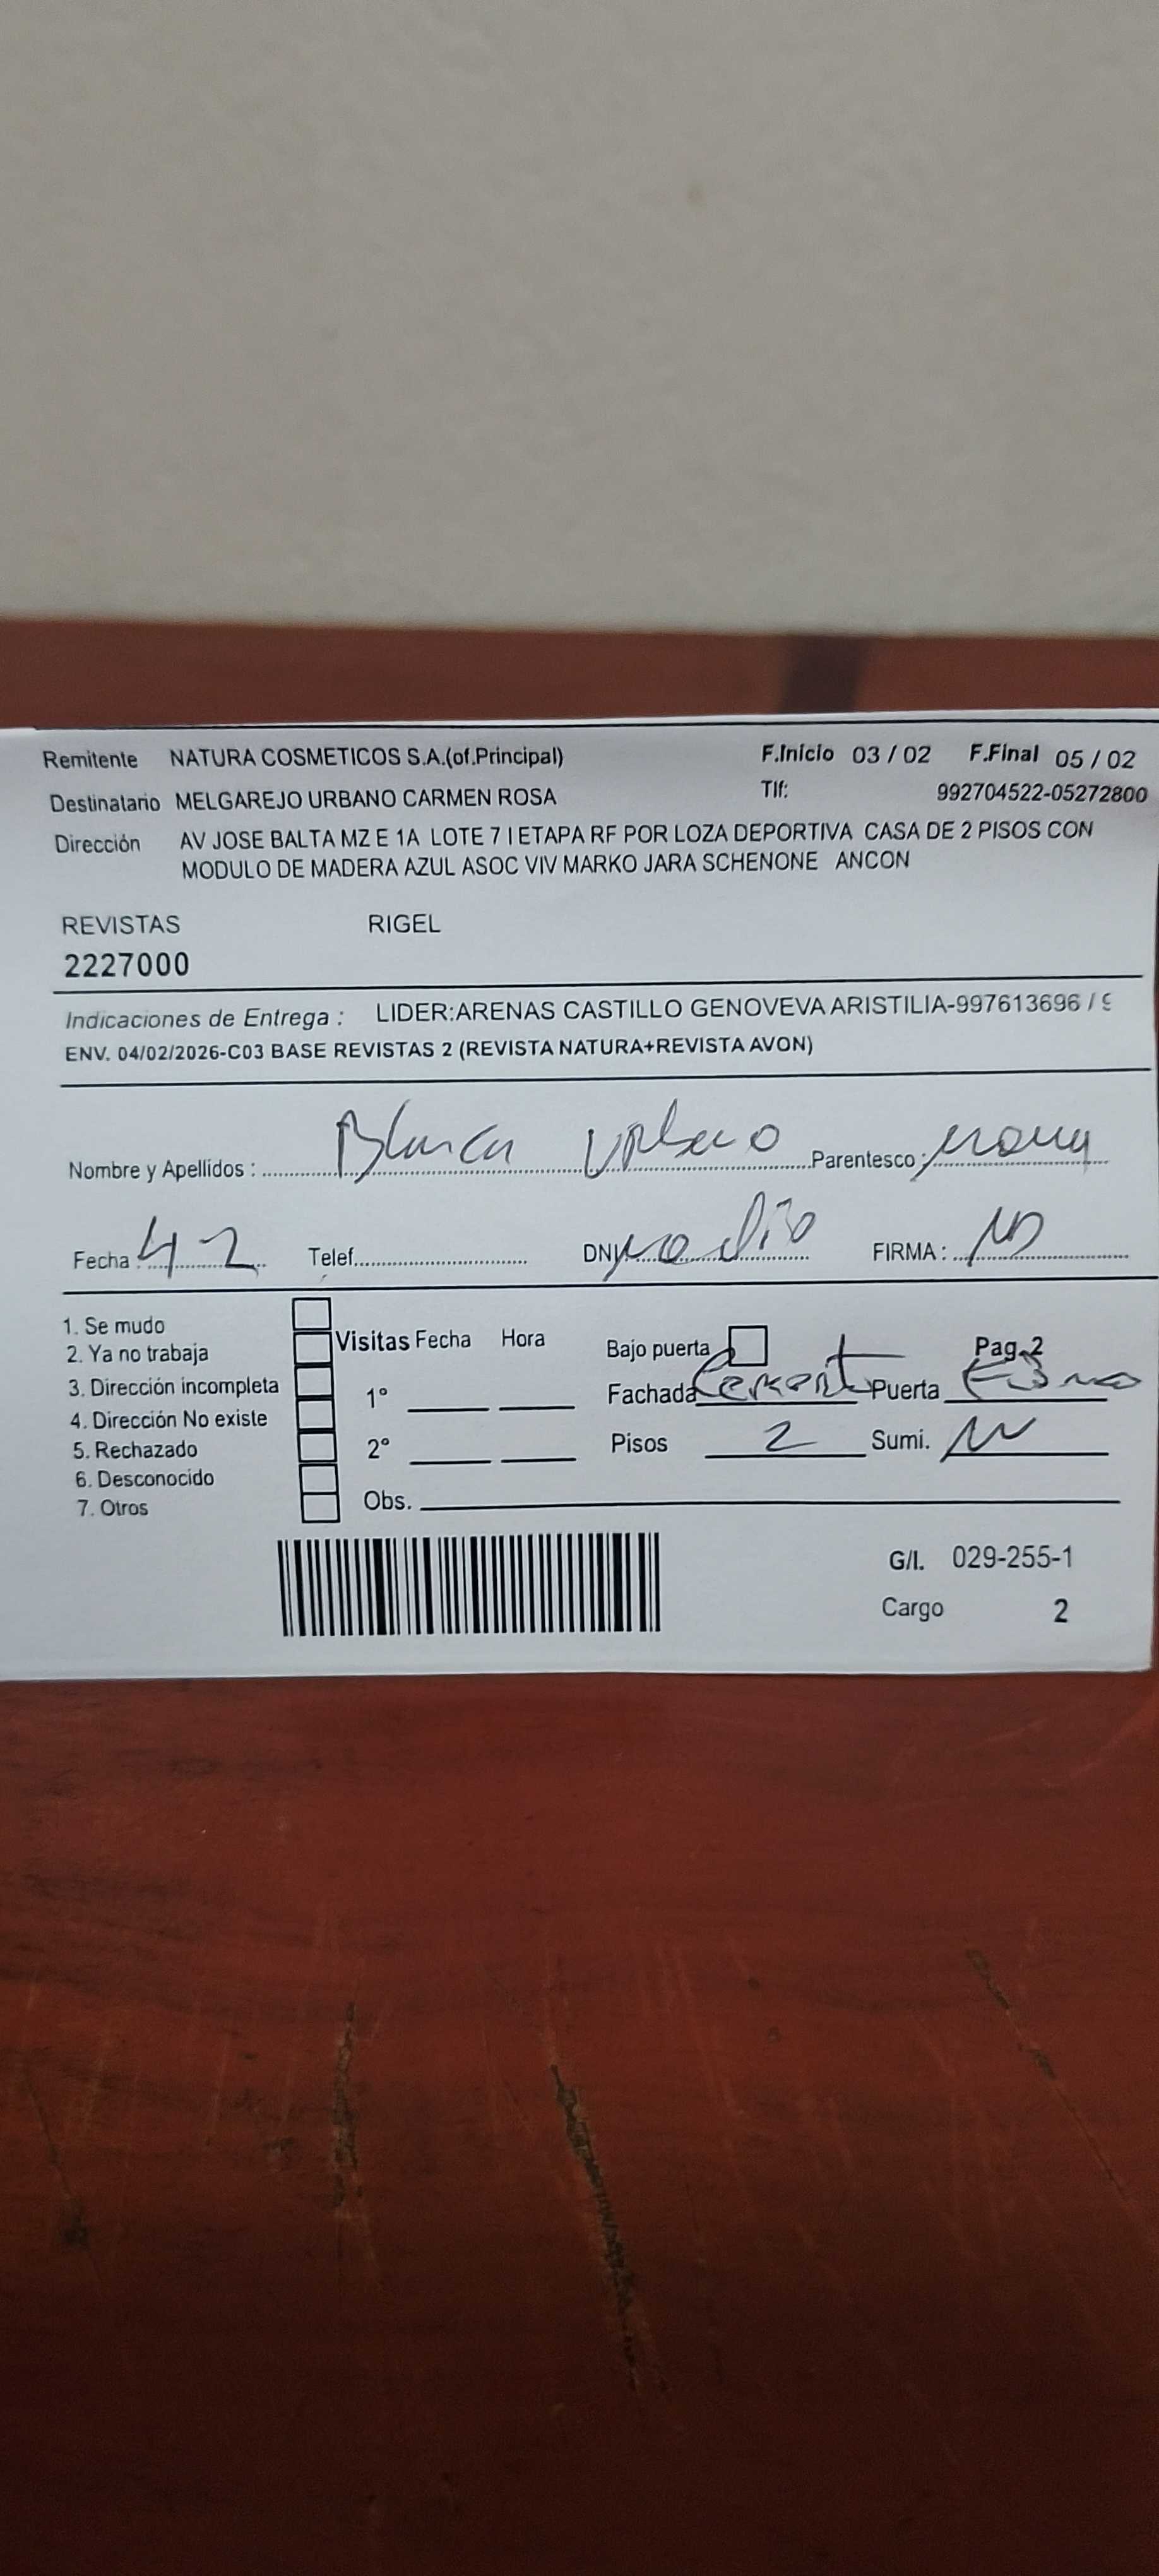 Remitente NATURA COSMETICOS S.A.(of.Principal) F.Inicio 03 / 02 F.Final 05 / 02
Destinatario MELGAREJO URBANO CARMEN ROSA Tlf: 992704522-05272800
Dirección AV JOSE BALTA MZ E 1A LOTE 7 I ETAPA RF POR LOZA DEPORTIVA CASA DE 2 PISOS CON
MODULO DE MADERA AZUL ASOC VIV MARKO JARA SCHENONE ANCON
REVISTAS RIGEL
2227000
Indicaciones de Entrega : LIDER:ARENAS CASTILLO GENOVEVA ARISTILIA-997613696 / 9
ENV. 04/02/2026-C03 BASE REVISTAS 2 (REVISTA NATURA+REVISTA AVON)
Nombre y Apellidos : Blanca Urbano Parentesco :
Fecha : 4 2 Telef. DNI no dio FIRMA :
1. Se mudo
2. Ya no trabaja
3. Dirección incompleta
4. Dirección No existe
5. Rechazado
6. Desconocido
7. Otros
Visitas Fecha Hora
1°
2°
Obs.
Bajo puerta Pag.2
Fachada Cement Puerta
Pisos 2 Sumi.
G/I. 029-255-1
Cargo 2